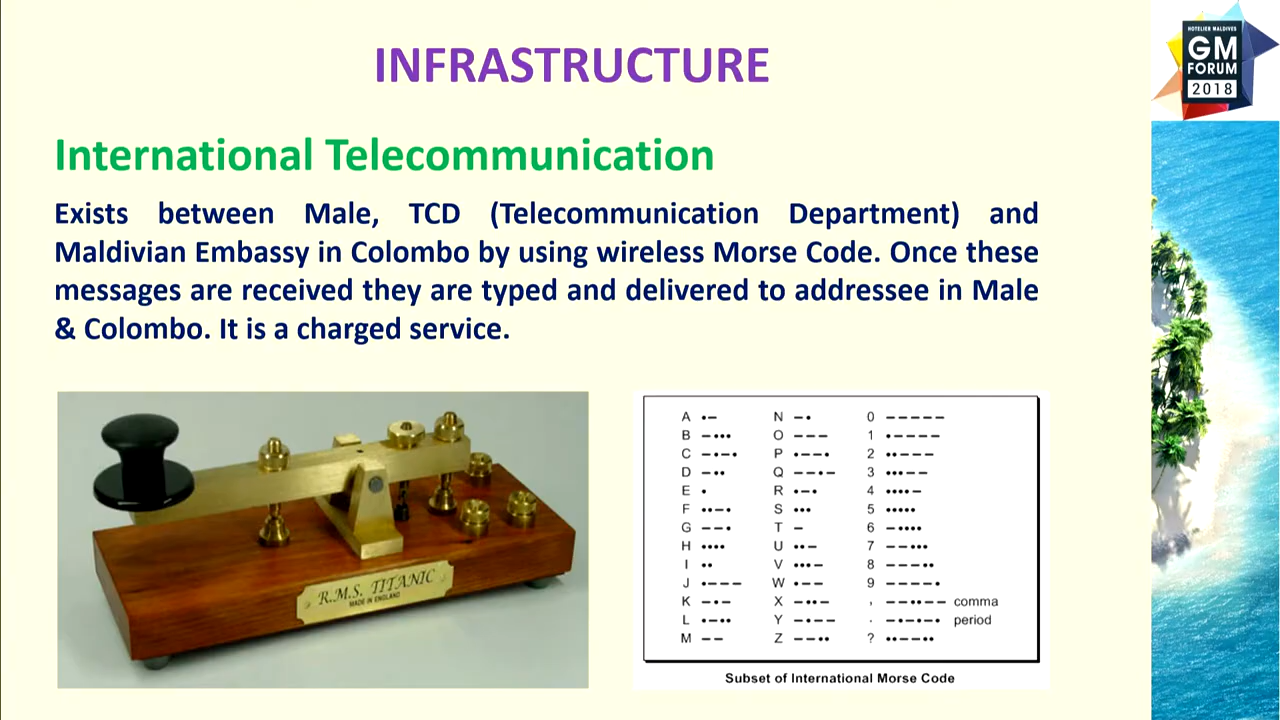 INFRASTRUCTURE
HOTELIER MALDIVES
GM
FORUM
2018
International Telecommunication
Exists between Male, TCD (Telecommunication Department) and
Maldivian Embassy in Colombo by using wireless Morse Code. Once these
messages are received they are typed and delivered to addressee in Male
& Colombo. It is a charged service.
R.M.S. TITANIC
MADE IN ENGLAND
A •– N –• 0 –––––
B –••• O ––– 1 •––––
C –•–• P •––• 2 ••–––
D –•• Q ––•– 3 •••––
E • R •–• 4 ••••–
F ••–• S ••• 5 •••••
G ––• T – 6 –••••
H •••• U ••– 7 ––•••
I •• V •••– 8 –––••
J •––– W •–– 9 ––––•
K –•– X –••– , ––••–– comma
L •–•• Y –•–– . –•–•–• period
M –– Z ––•• ? ••––••
Subset of International Morse Code